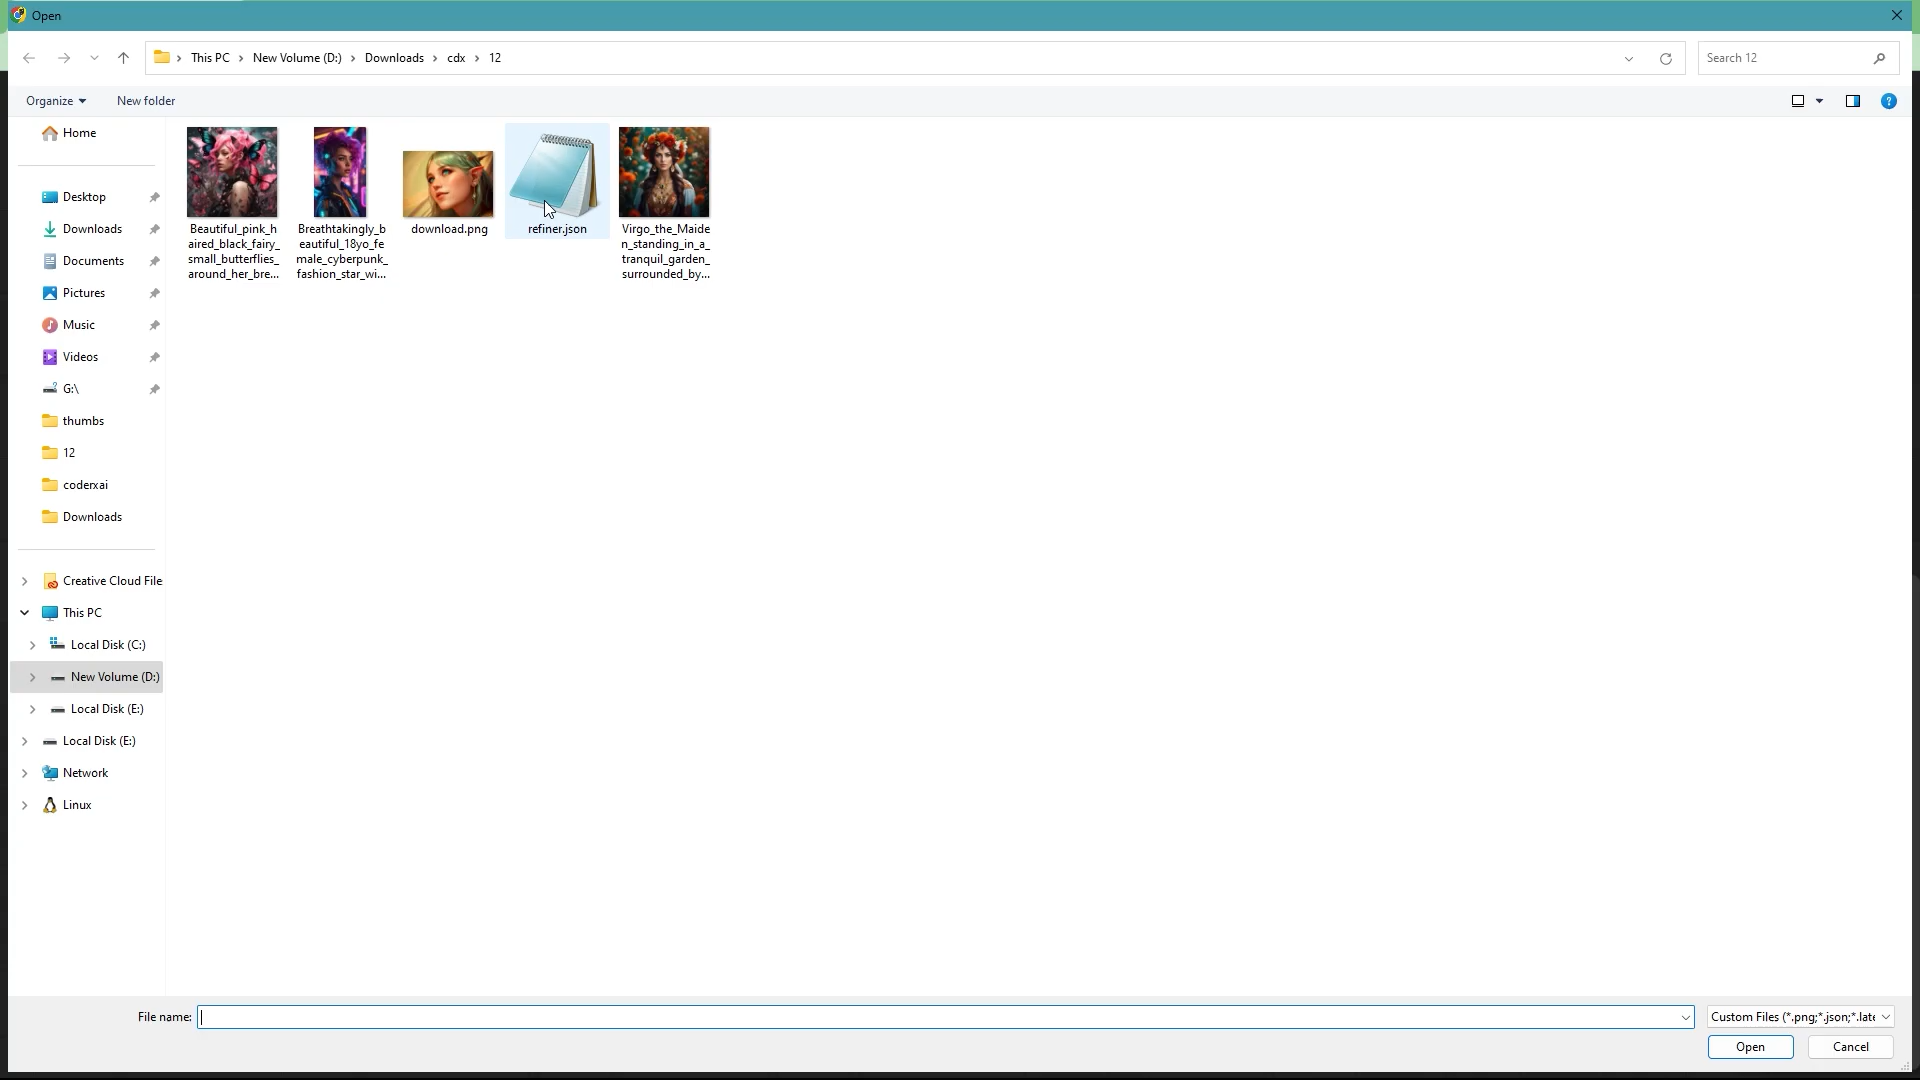 Open
This PC
New Volume (D:)
Downloads
cdx
12
Search 12
Organize
New folder
Home
Desktop
Downloads
Documents
Pictures
Music
Videos
G:\
thumbs
12
coderxai
Downloads
Creative Cloud File
This PC
Local Disk (C:)
New Volume (D:)
Local Disk (E:)
Local Disk (E:)
Network
Linux
Beautiful_pink_h
aired_black_fairy_
small_butterflies_
around_her_bre...
Breathtakingly_b
eautiful_18yo_fe
male_cyberpunk_
fashion_star_wi...
download.png
refiner.json
Virgo_the_Maide
n_standing_in_a_
tranquil_garden_
surrounded_by...
File name:
Custom Files (*.png;*.json;*.late
Open
Cancel